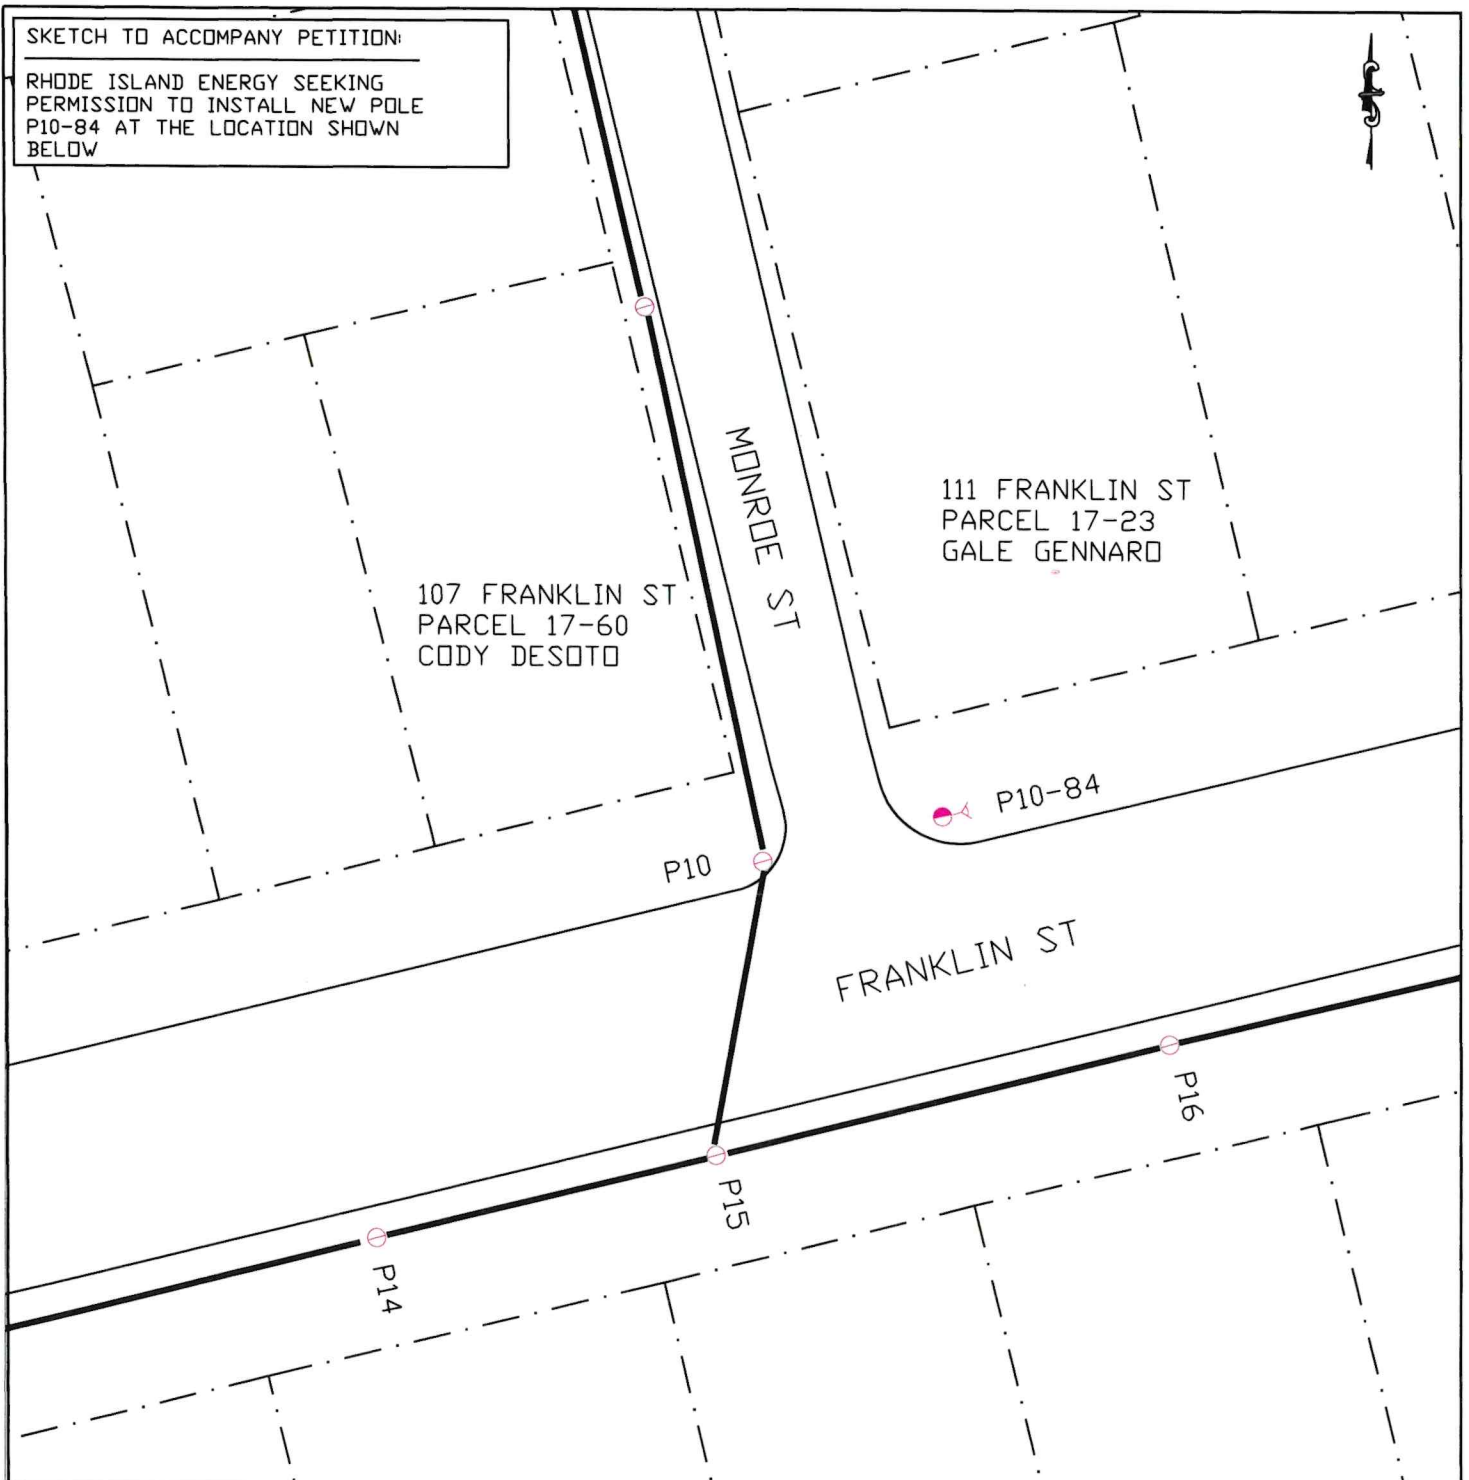 SKETCH TO ACCOMPANY PETITION:
RHODE ISLAND ENERGY SEEKING
PERMISSION TO INSTALL NEW POLE
P10-84 AT THE LOCATION SHOWN
BELOW
MONROE ST
111 FRANKLIN ST
PARCEL 17-23
GALE GENNARO
107 FRANKLIN ST
PARCEL 17-60
CODY DESOTO
P10-84
P10
FRANKLIN ST
P16
P15
P14